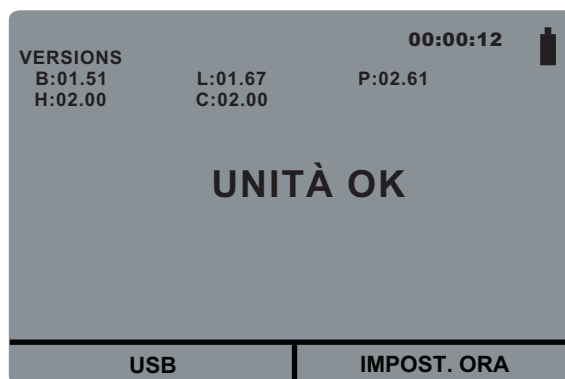 00:00:12
VERSIONS
B:01.51 L:01.67 P:02.61
H:02.00 C:02.00
UNITÀ OK
USB IMPOST. ORA